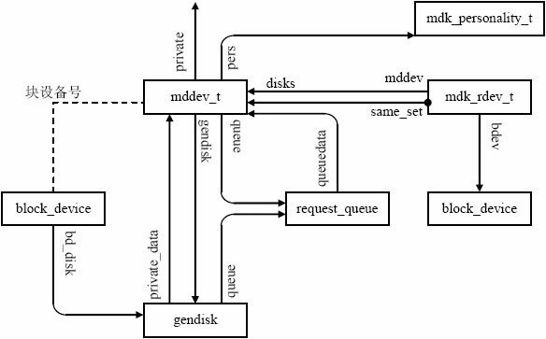 mdk_personality_t
private
pers
mddev_t
disks
mddev
mdk_rdev_t
same_set
块设备号
gendisk
queue
queuedata
bdev
block_device
request_queue
block_device
bd_disk
private_data
queue
gendisk